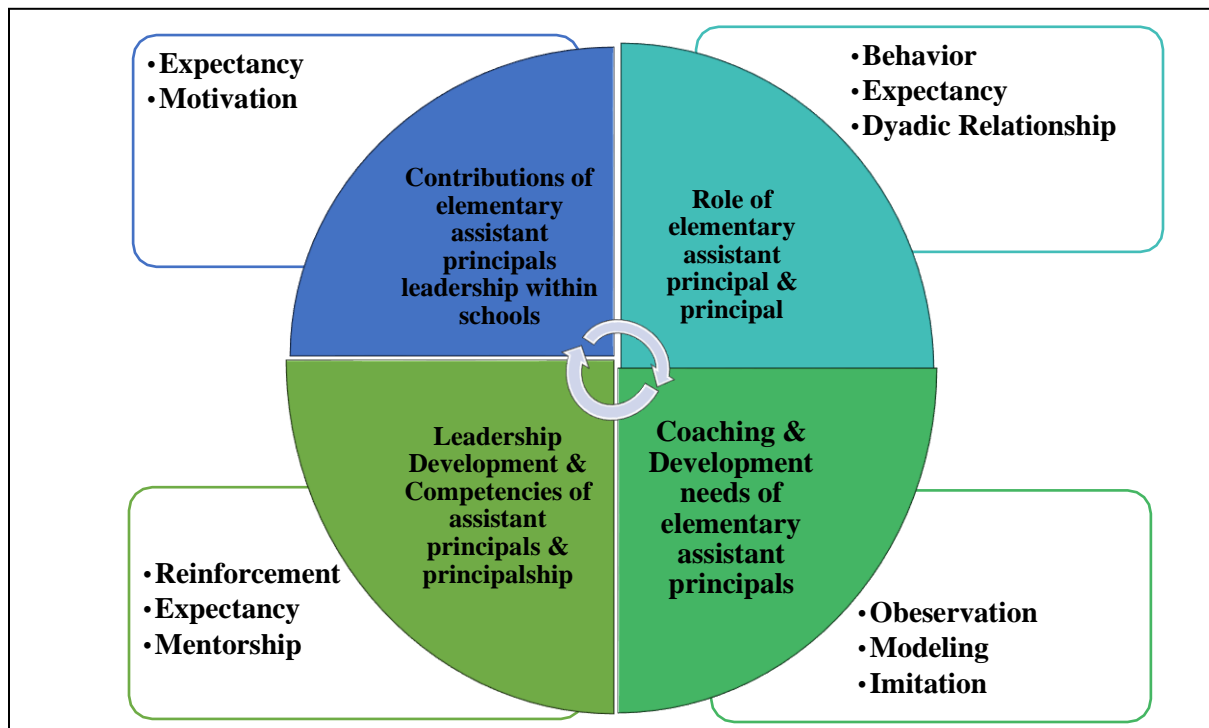 •Expectancy
•Motivation
Contributions of
elementary
assistant
principals
leadership within
schools
•Behavior
•Expectancy
•Dyadic Relationship
Role of
elementary
assistant
principal &
principal
Leadership
Development &
Competencies of
assistant
principals &
principalship
•Reinforcement
•Expectancy
•Mentorship
Coaching &
Development
needs of
elementary
assistant
principals
•Obeservation
•Modeling
•Imitation